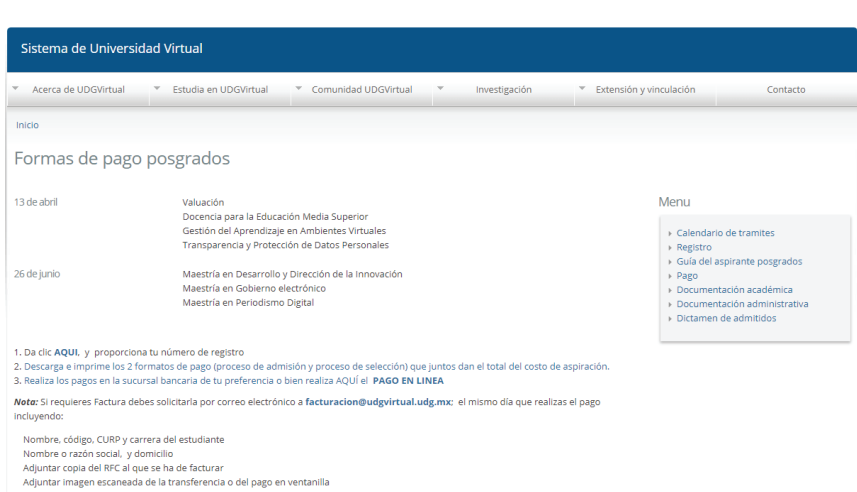 Sistema de Universidad Virtual
Acerca de UDGVirtual Estudia en UDGVirtual Comunidad UDGVirtual Investigación Extensión y vinculación Contacto
Inicio
Formas de pago posgrados
13 de abril
Valuación
Docencia para la Educación Media Superior
Gestión del Aprendizaje en Ambientes Virtuales
Transparencia y Protección de Datos Personales
26 de junio
Maestría en Desarrollo y Dirección de la Innovación
Maestría en Gobierno electrónico
Maestría en Periodismo Digital
1. Da clic AQUI, y proporciona tu número de registro
2. Descarga e imprime los 2 formatos de pago (proceso de admisión y proceso de selección) que juntos dan el total del costo de aspiración.
3. Realiza los pagos en la sucursal bancaria de tu preferencia o bien realiza AQUÍ el PAGO EN LINEA
Nota: Si requieres Factura debes solicitarla por correo electrónico a facturacion@udgvirtual.udg.mx; el mismo día que realizas el pago
incluyendo:
Nombre, código, CURP y carrera del estudiante
Nombre o razón social, y domicilio
Adjuntar copia del RFC al que se ha de facturar
Adjuntar imagen escaneada de la transferencia o del pago en ventanilla
Menu
Calendario de tramites
Registro
Guía del aspirante posgrados
Pago
Documentación académica
Documentación administrativa
Dictamen de admitidos